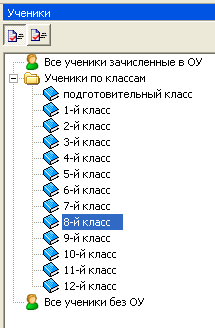 Ученики
Все ученики зачисленные в ОУ
Ученики по классам
подготовительный класс
1-й класс
2-й класс
3-й класс
4-й класс
5-й класс
6-й класс
7-й класс
8-й класс
9-й класс
10-й класс
11-й класс
12-й класс
Все ученики без ОУ